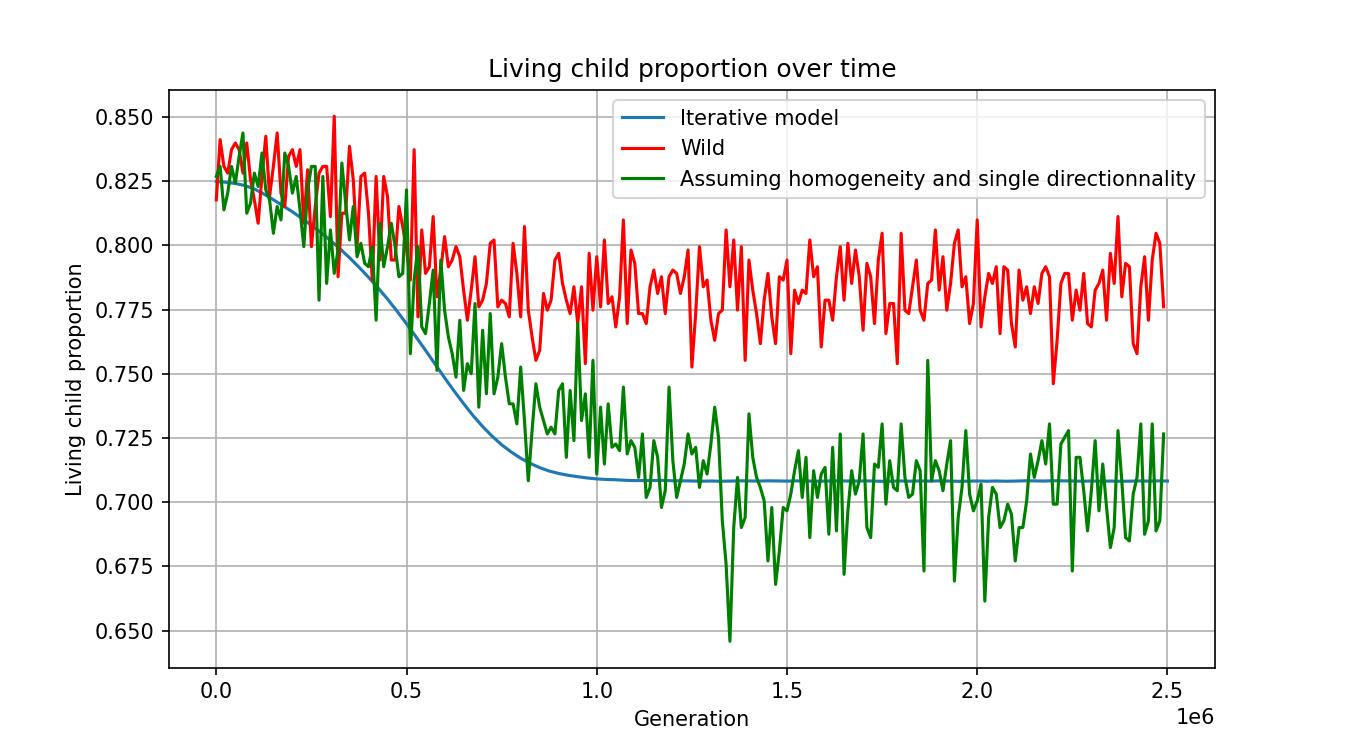 Living child proportion over time
Living child proportion
0.850
0.825
0.800
0.775
0.750
0.725
0.700
0.675
0.650
Iterative model
Wild
Assuming homogeneity and single directionnality
0.0 0.5 1.0 1.5 2.0 2.5
1e6
Generation